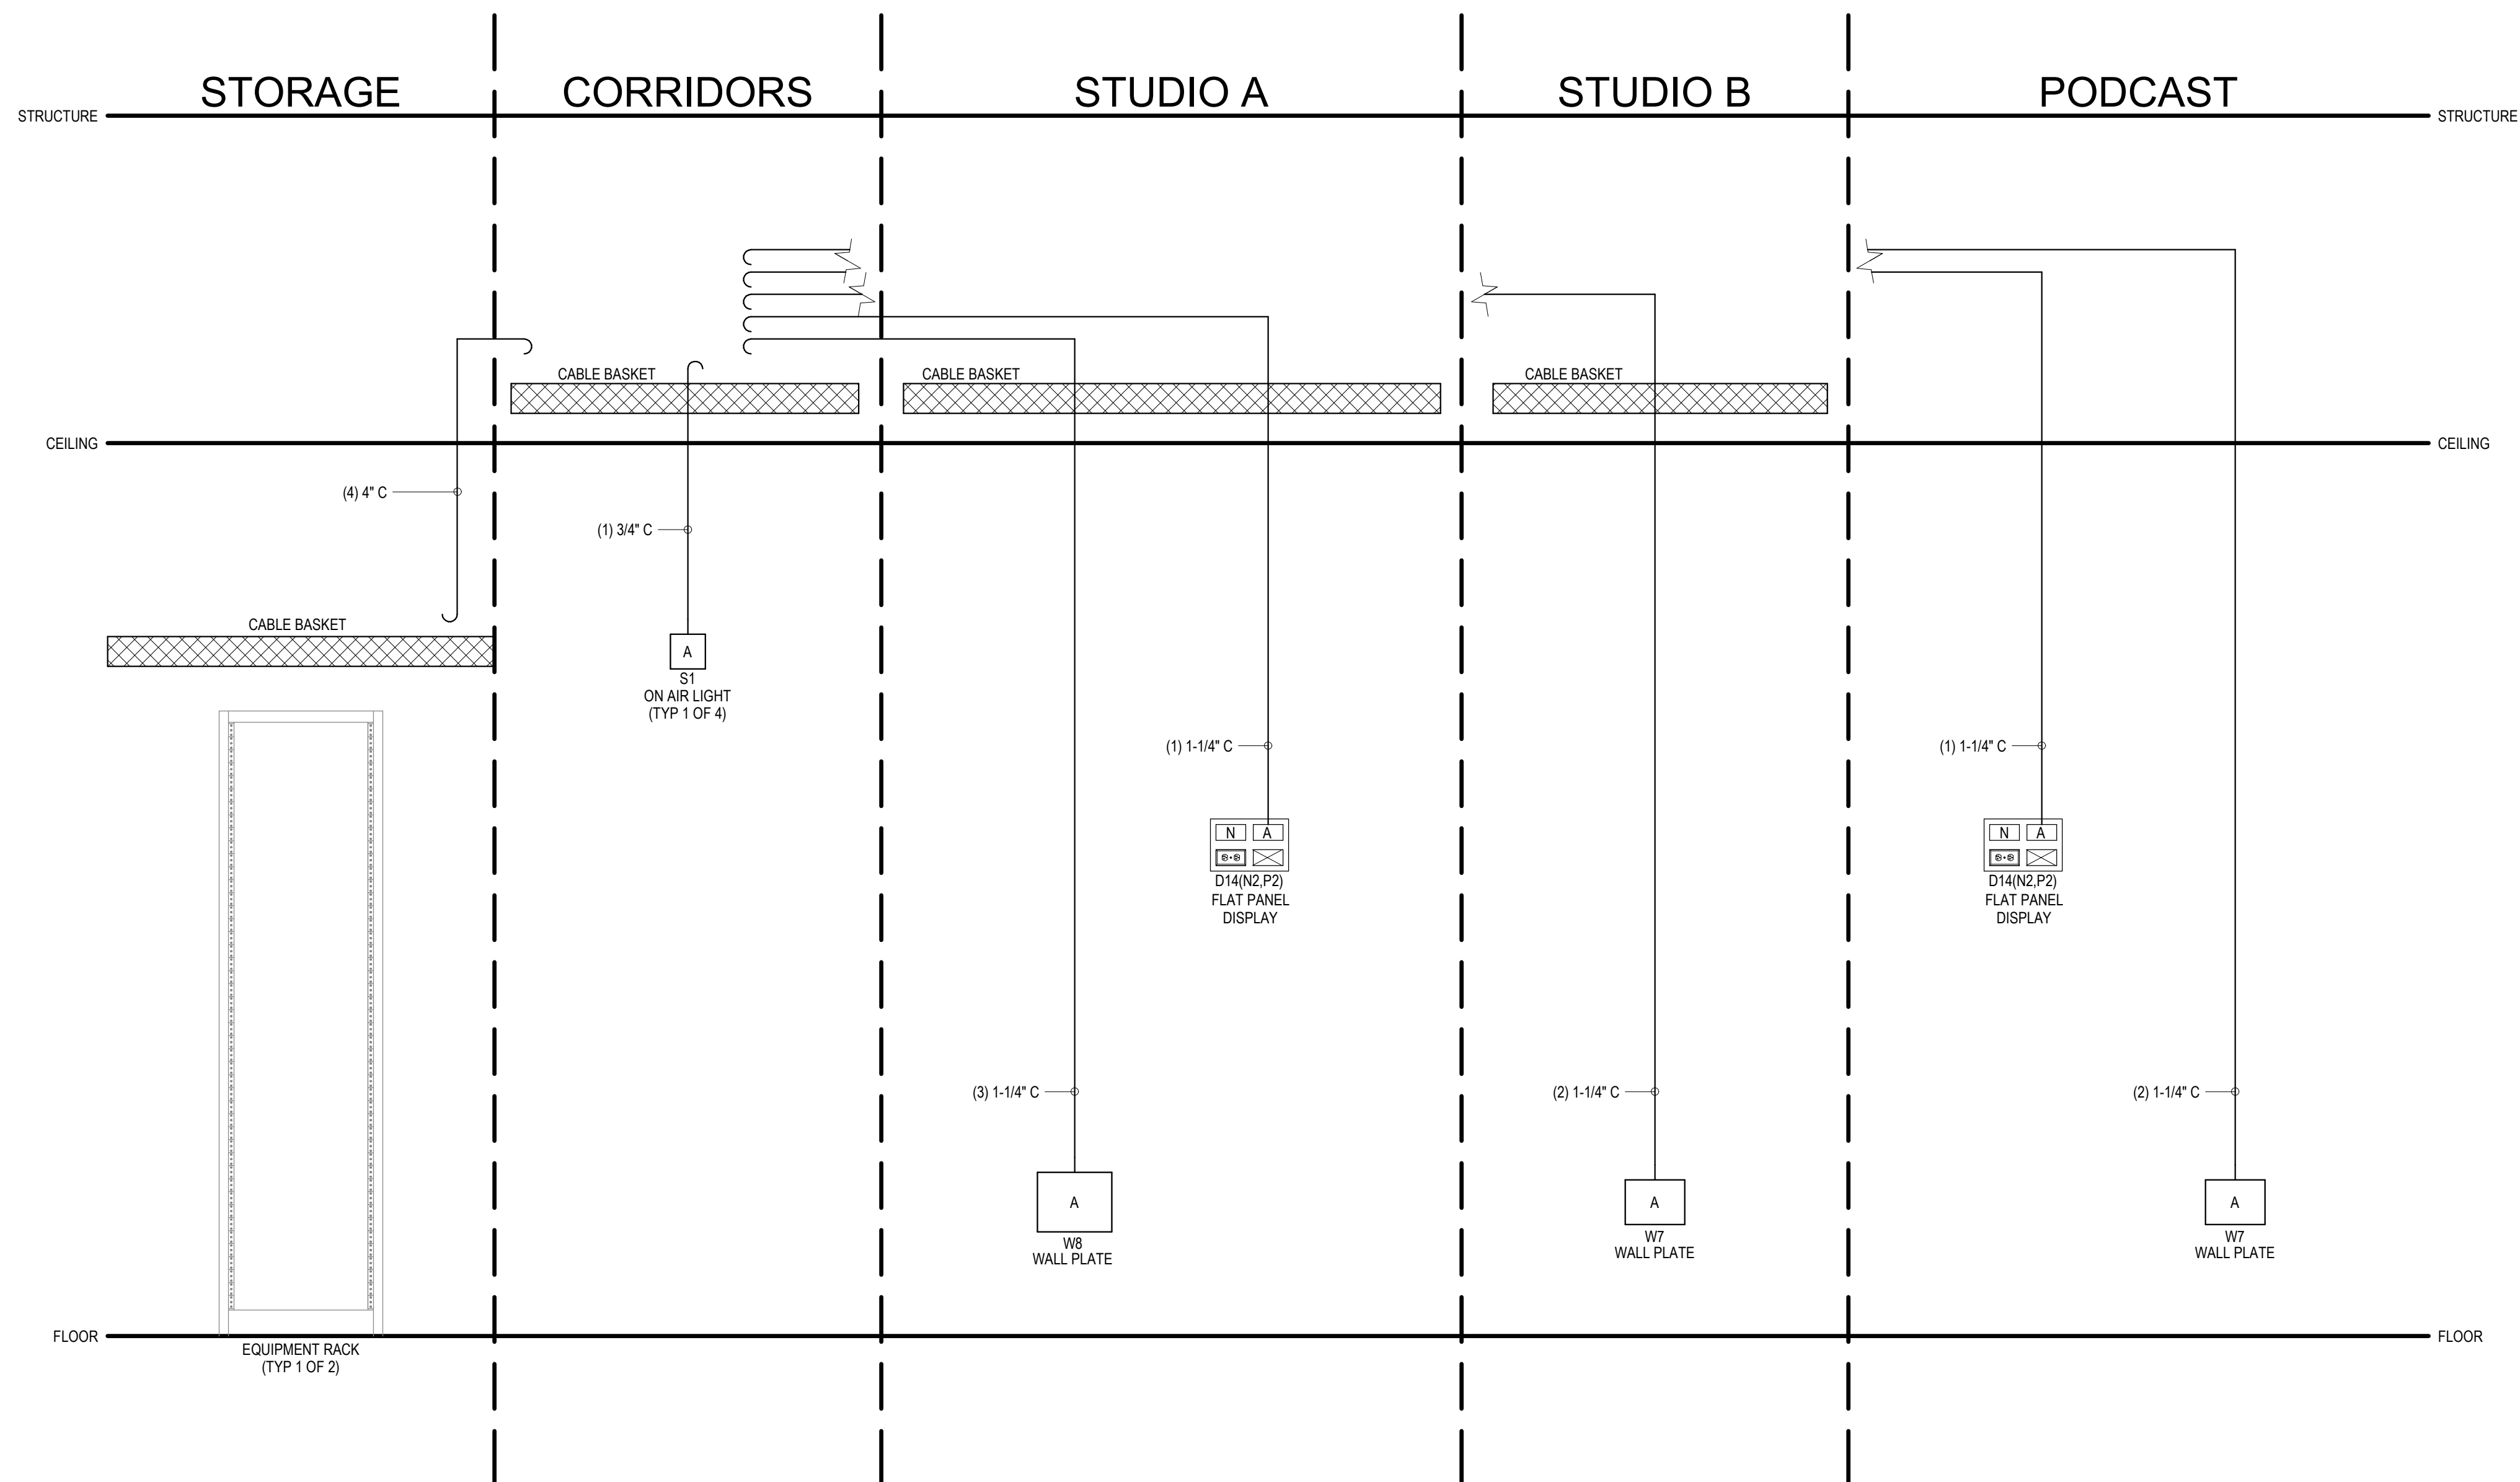 STORAGE
CORRIDORS
STUDIO A
STUDIO B
PODCAST
STRUCTURE
STRUCTURE
CABLE BASKET
CABLE BASKET
CABLE BASKET
CEILING
CEILING
(4) 4" C
(1) 3/4" C
CABLE BASKET
A
S1
ON AIR LIGHT
(TYP 1 OF 4)
(1) 1-1/4" C
(1) 1-1/4" C
N A
D14(N2,P2)
FLAT PANEL
DISPLAY
N A
D14(N2,P2)
FLAT PANEL
DISPLAY
(3) 1-1/4" C
(2) 1-1/4" C
(2) 1-1/4" C
A
W8
WALL PLATE
A
W7
WALL PLATE
A
W7
WALL PLATE
FLOOR
FLOOR
EQUIPMENT RACK
(TYP 1 OF 2)